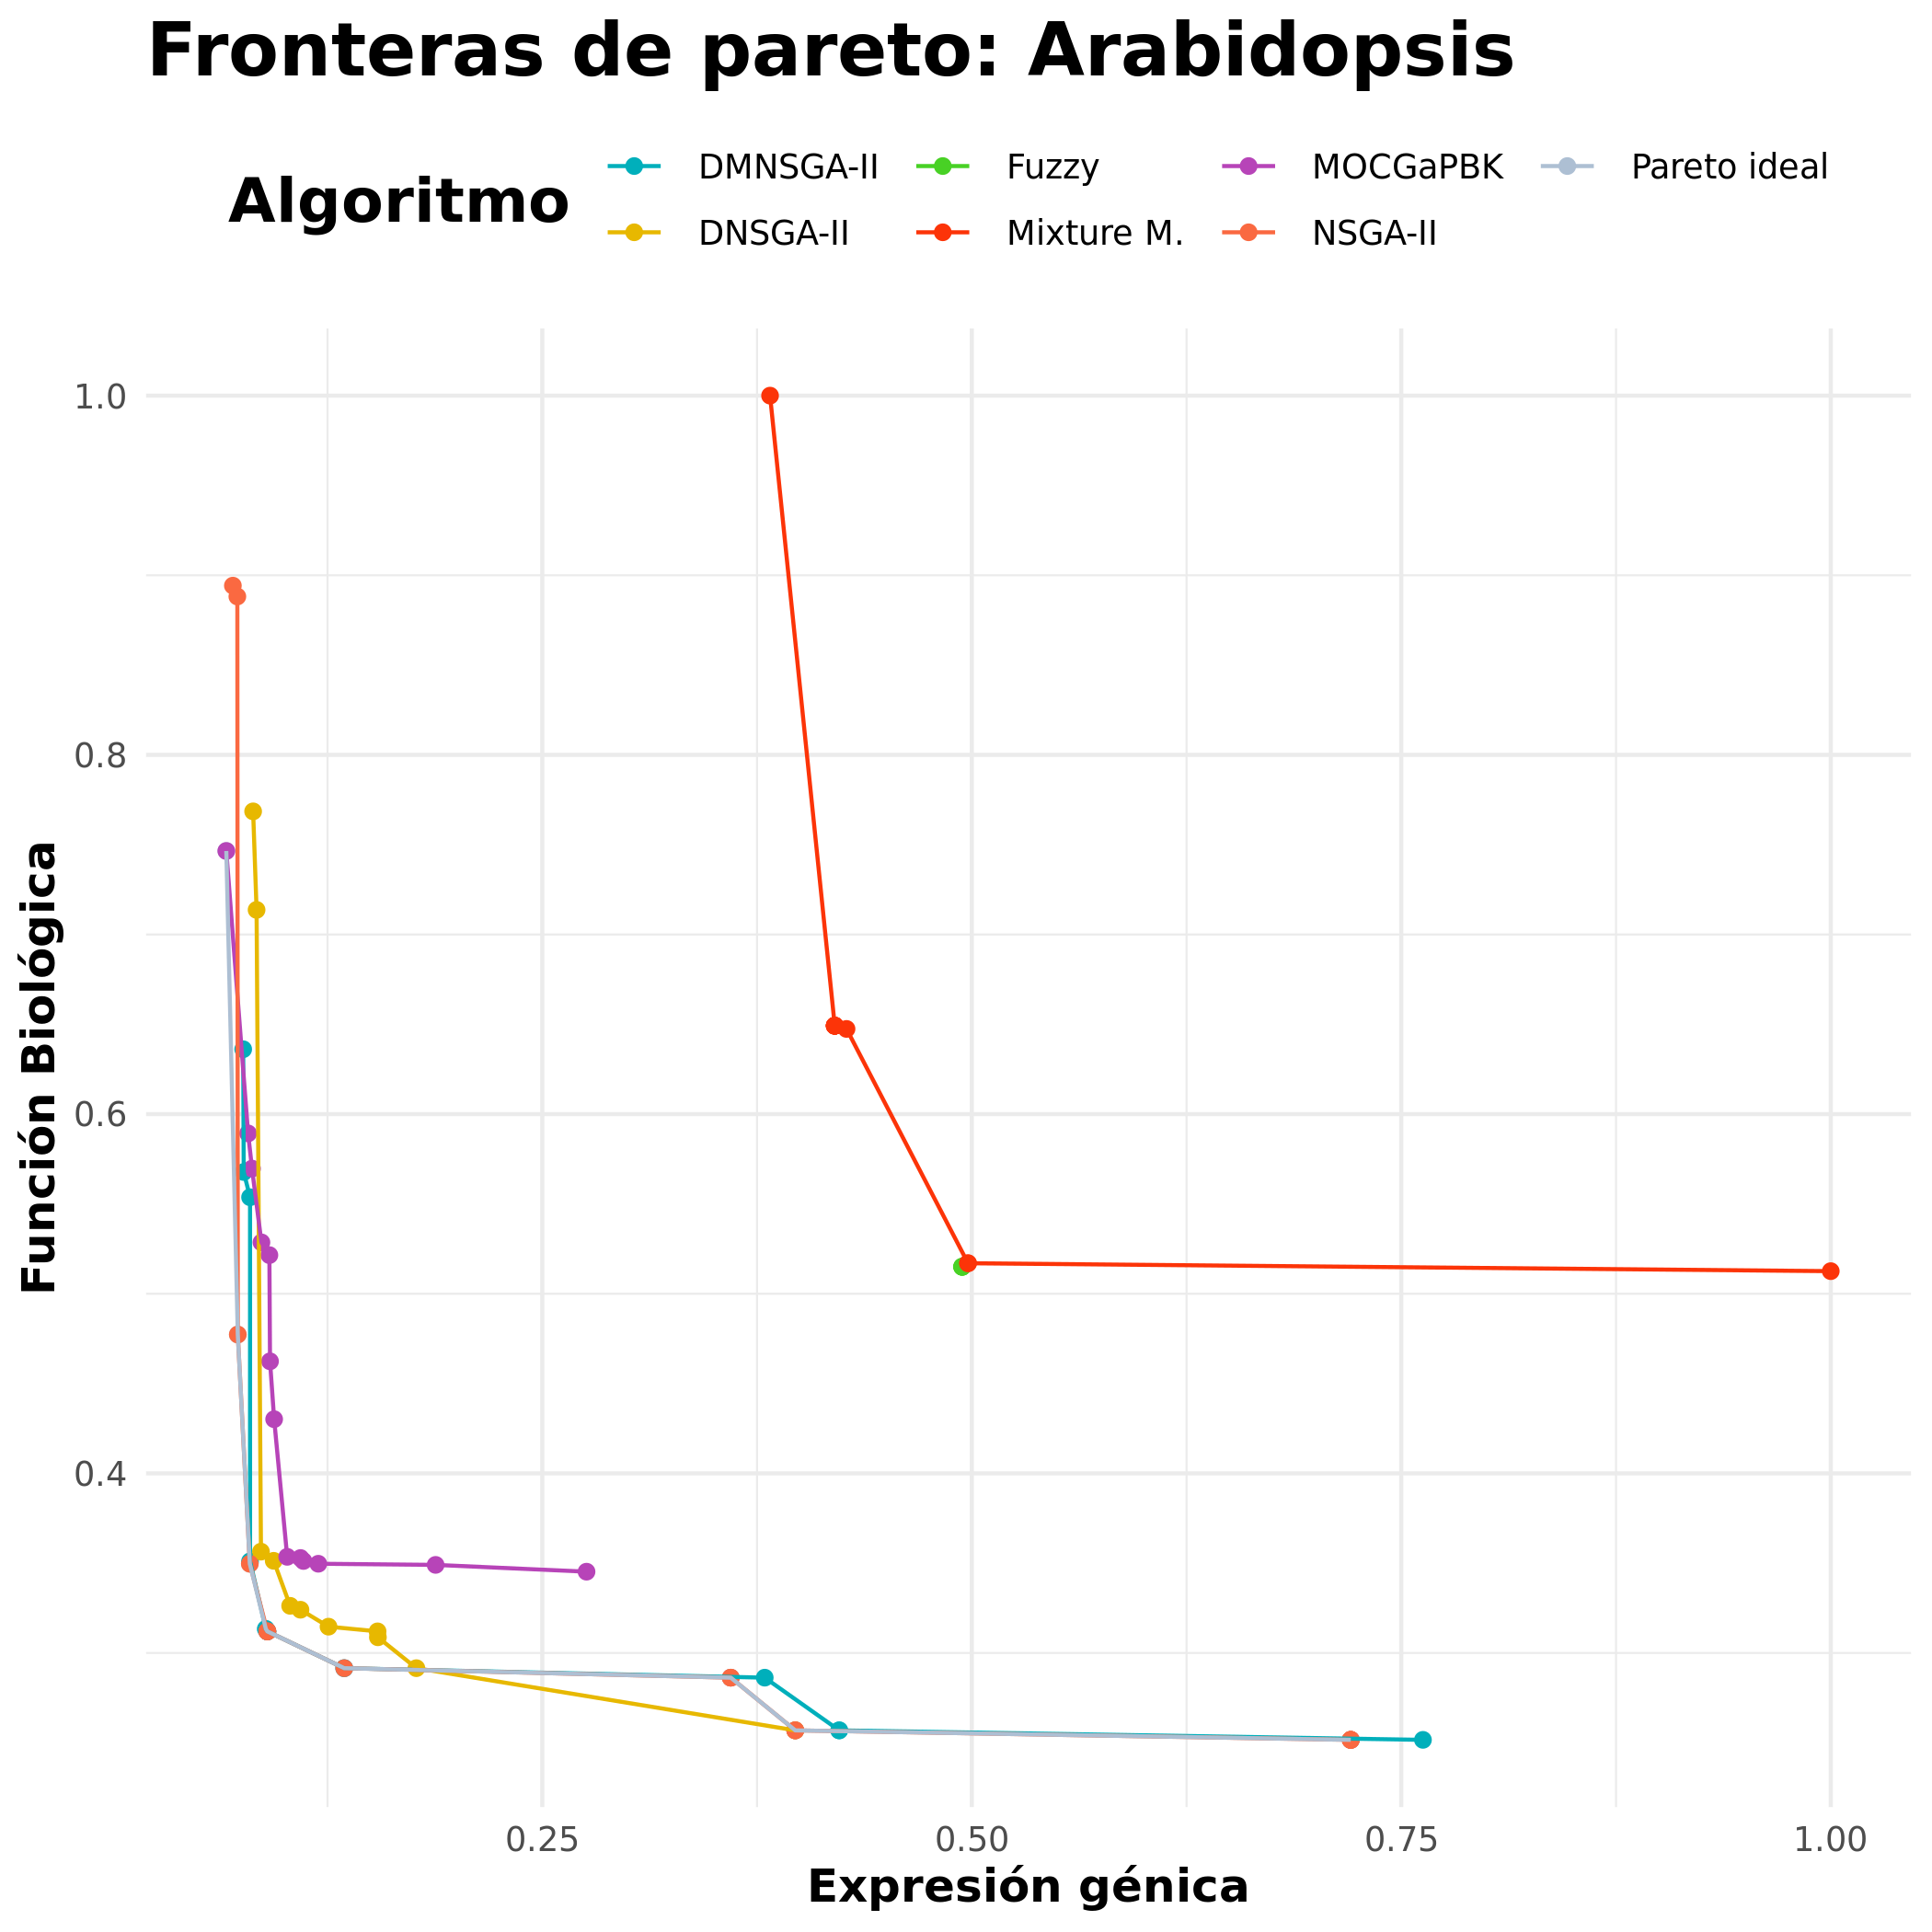 Fronteras de pareto: Arabidopsis
Algoritmo
DMNSGA-II
Fuzzy
MOCGaPBK
Pareto ideal
DNSGA-II
Mixture M.
NSGA-II
Función Biológica
1.0
0.8
0.6
0.4
0.25
0.50
0.75
1.00
Expresión génica